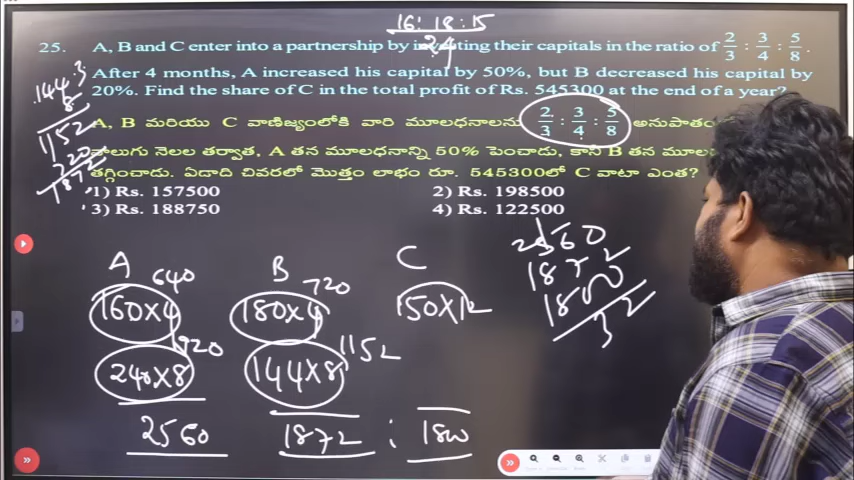 16 : 18 : 15
24
25. A, B and C enter into a partnership by investing their capitals in the ratio of 2/3 : 3/4 : 5/8.
After 4 months, A increased his capital by 50%, but B decreased his capital by
20%. Find the share of C in the total profit of Rs. 545300 at the end of a year?
A, B మరియు C వాణిజ్యంలోకి వారి మూలధనాలను 2/3 : 3/4 : 5/8 అనుపాతం
నాలుగు నెలల తర్వాత, A తన మూలధనాన్ని 50% పెంచాడు, కానీ B తన మూల
తగ్గించాడు. ఏడాది చివరలో మొత్తం లాభం రూ. 545300లో C వాటా ఎంత?
1) Rs. 157500 2) Rs. 198500
3) Rs. 188750 4) Rs. 122500
144
8
1152
720
1872
A B C
640 720
160X4 180X4 150X12
1920 1152
240X8 144X8
2560 1872 : 1800
2560
1872
1800
32